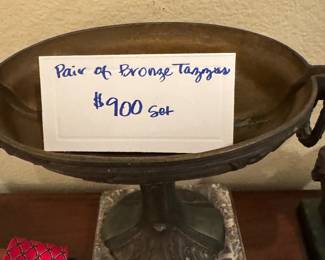 Pair of Bronze Tazzas
$900 set